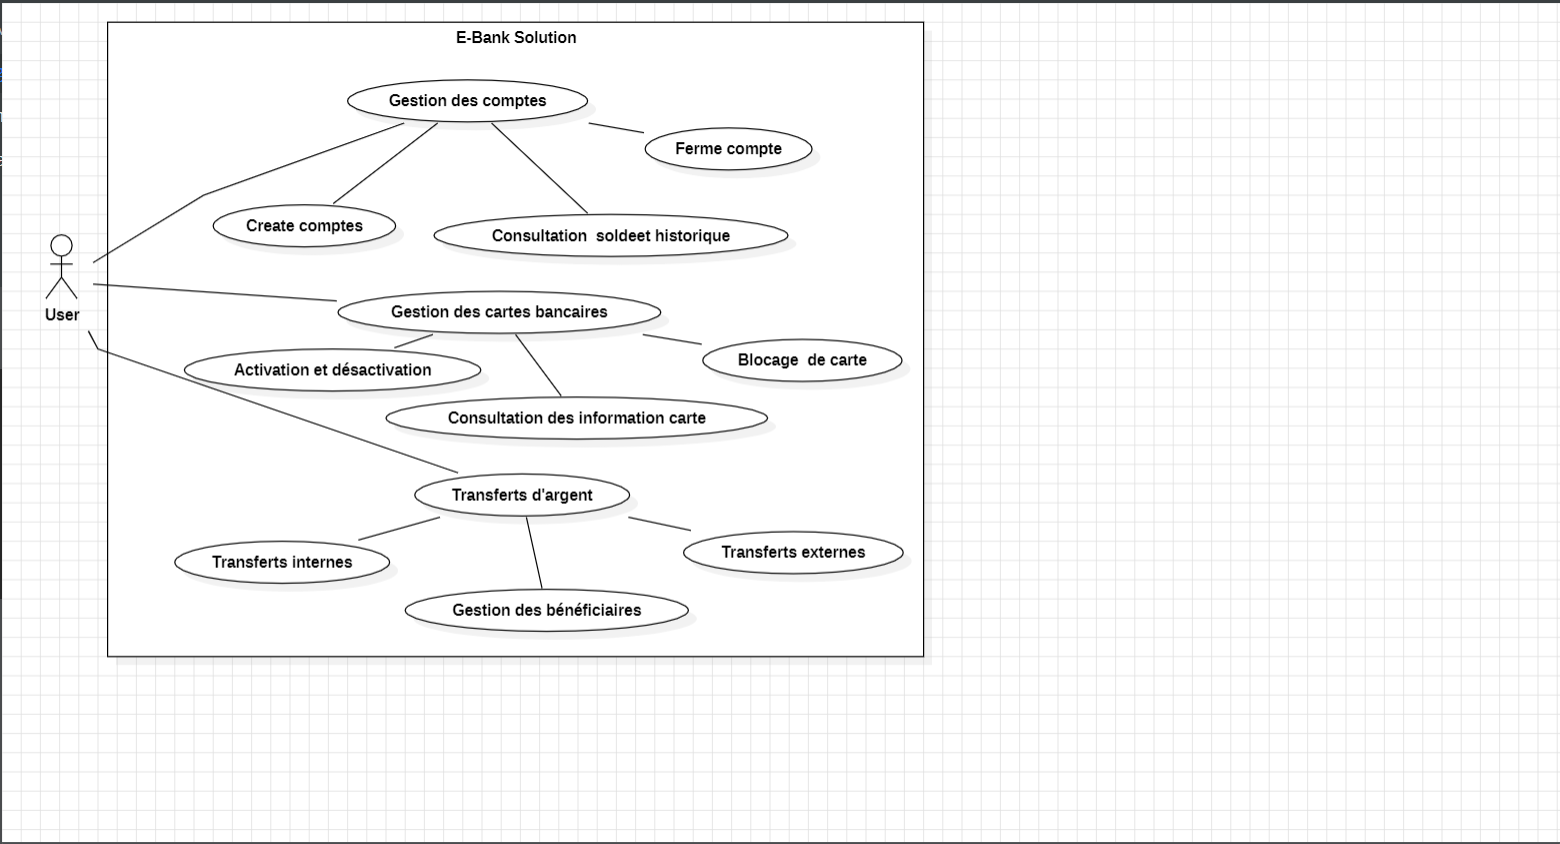 E-Bank Solution
Gestion des comptes
Ferme compte
Create comptes
Consultation  soldeet historique
User
Gestion des cartes bancaires
Activation et désactivation
Blocage  de carte
Consultation des information carte
Transferts d'argent
Transferts internes
Transferts externes
Gestion des bénéficiaires